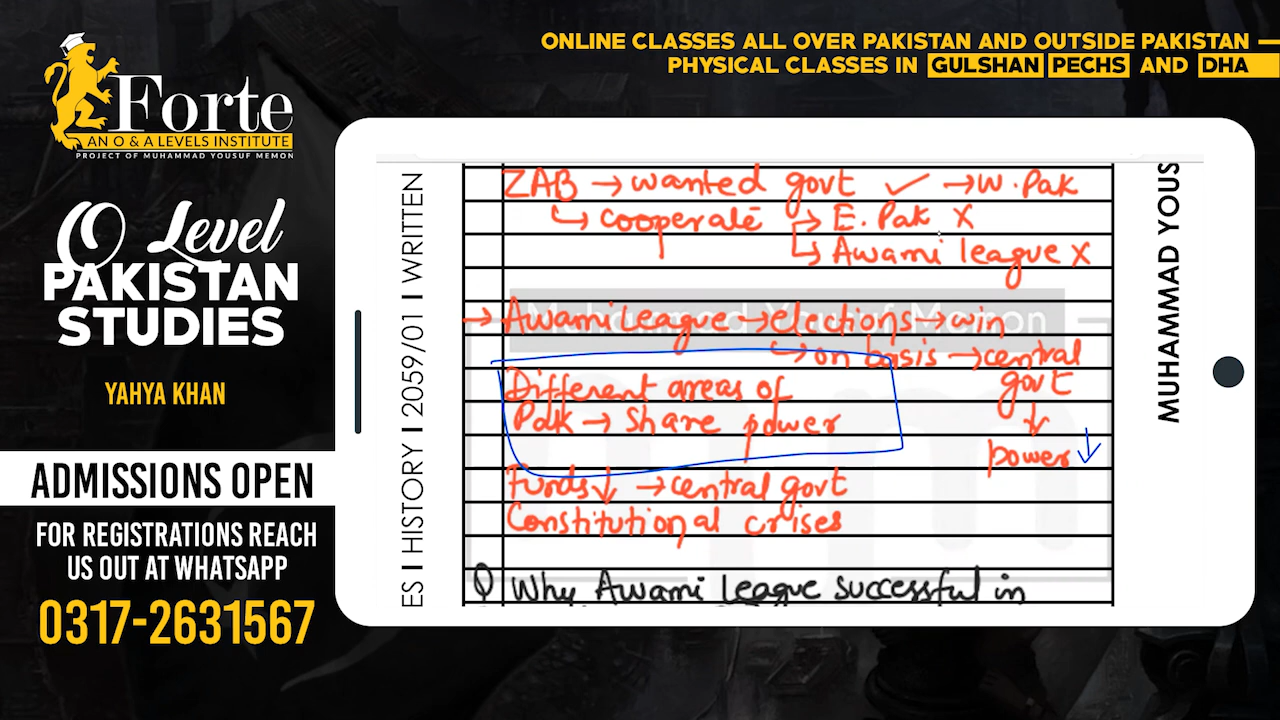 Forte
AN O & A LEVELS INSTITUTE
PROJECT OF MUHAMMAD YOUSUF MEMON
O Level
PAKISTAN
STUDIES
YAHYA KHAN
ADMISSIONS OPEN
FOR REGISTRATIONS REACH
US OUT AT WHATSAPP
0317-2631567
ONLINE CLASSES ALL OVER PAKISTAN AND OUTSIDE PAKISTAN
PHYSICAL CLASSES IN GULSHAN PECHS AND DHA
ES I HISTORY I 2059/01 I WRITTEN
ZAB → wanted govt ✓ → W. Pak
↳ cooperate → E. Pak X
↳ Awami league X
→ Awami League → elections → win
↳ on basis → central
govt
↓
power ↓
Different areas of
Pak → share power
Funds ↓ → central govt
Constitutional crises
Q Why Awami League successful in
MUHAMMAD YOUS